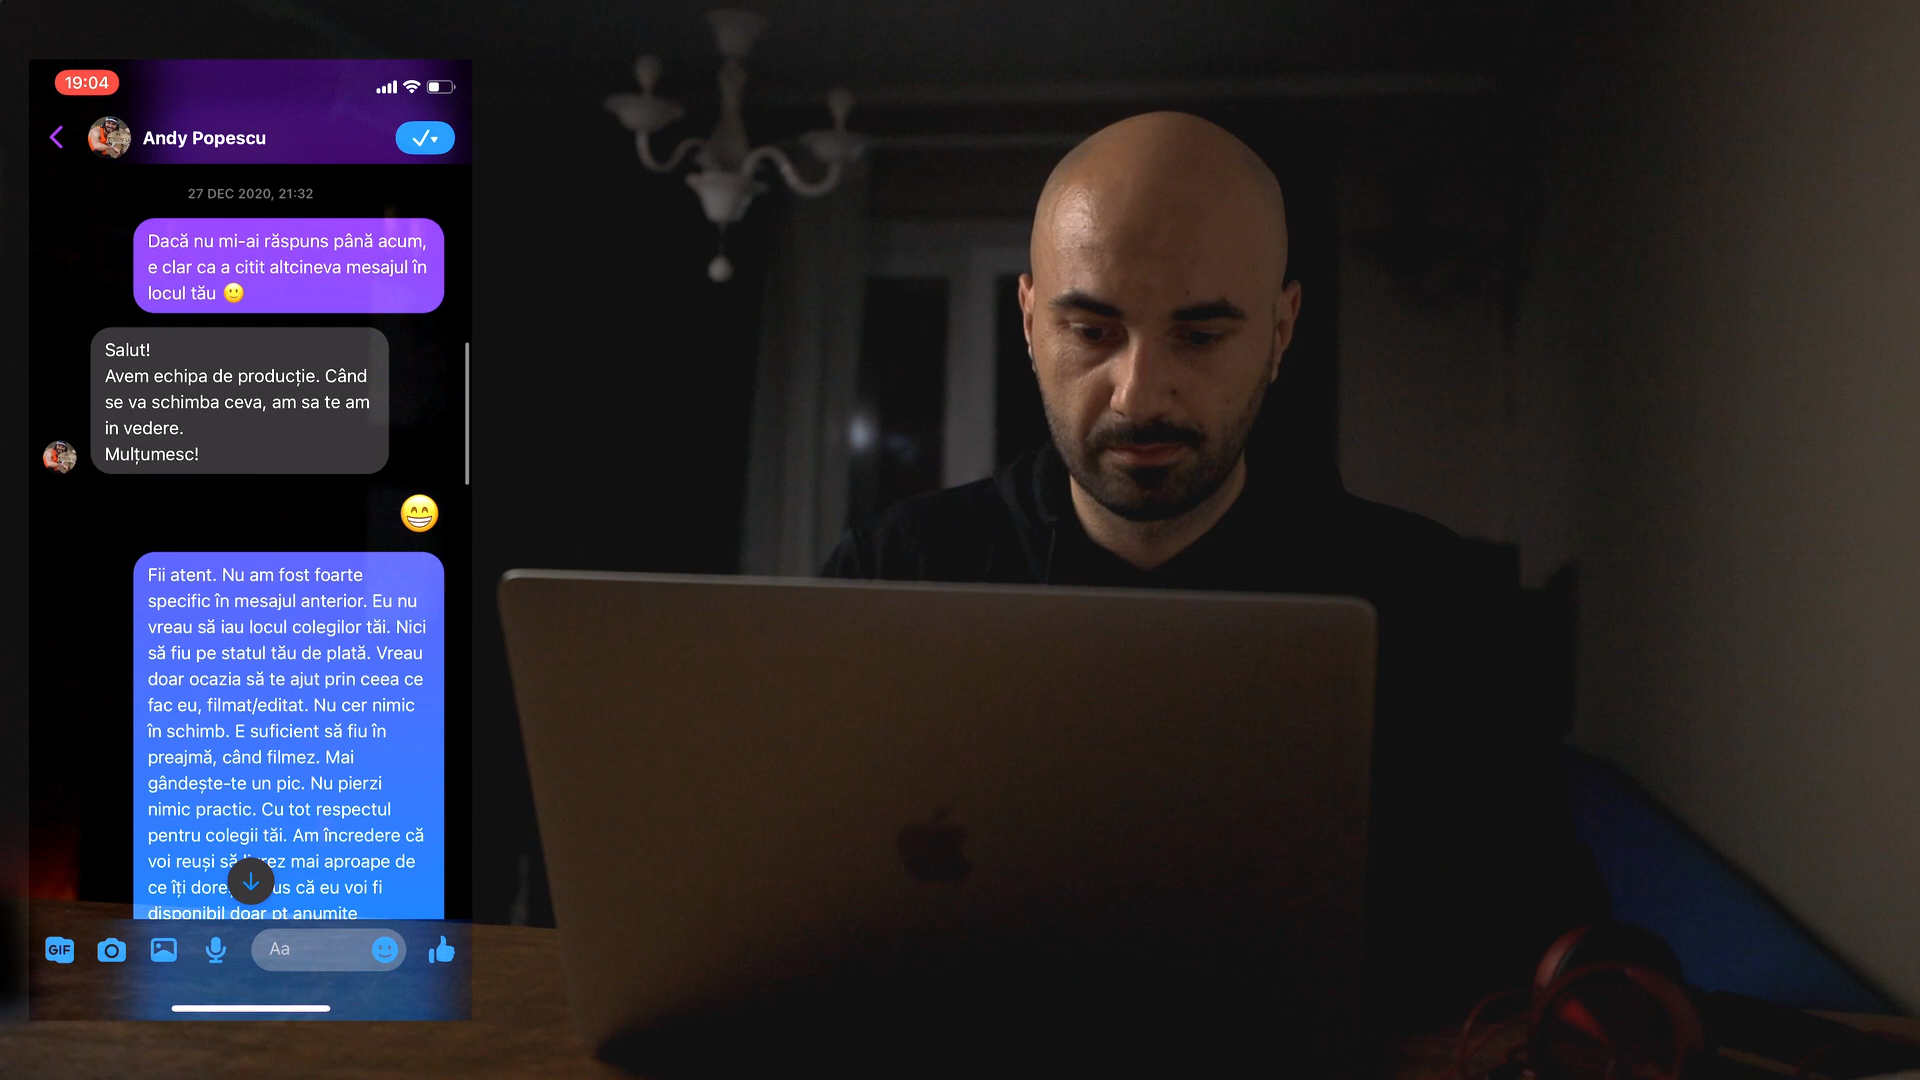 19:04
Andy Popescu
27 DEC 2020, 21:32
Dacă nu mi-ai răspuns până acum,
e clar ca a citit altcineva mesajul în
locul tău 🙂
Salut!
Avem echipa de producție. Când
se va schimba ceva, am sa te am
in vedere.
Mulțumesc!
😁
Fii atent. Nu am fost foarte
specific în mesajul anterior. Eu nu
vreau să iau locul colegilor tăi. Nici
să fiu pe statul tău de plată. Vreau
doar ocazia să te ajut prin ceea ce
fac eu, filmat/editat. Nu cer nimic
în schimb. E suficient să fiu în
preajmă, când filmez. Mai
gândește-te un pic. Nu pierzi
nimic practic. Cu tot respectul
pentru colegii tăi. Am încredere că
voi reuși să mai aproape de
ce îți că eu voi fi
disponibil doar pt anumite
GIF
Aa